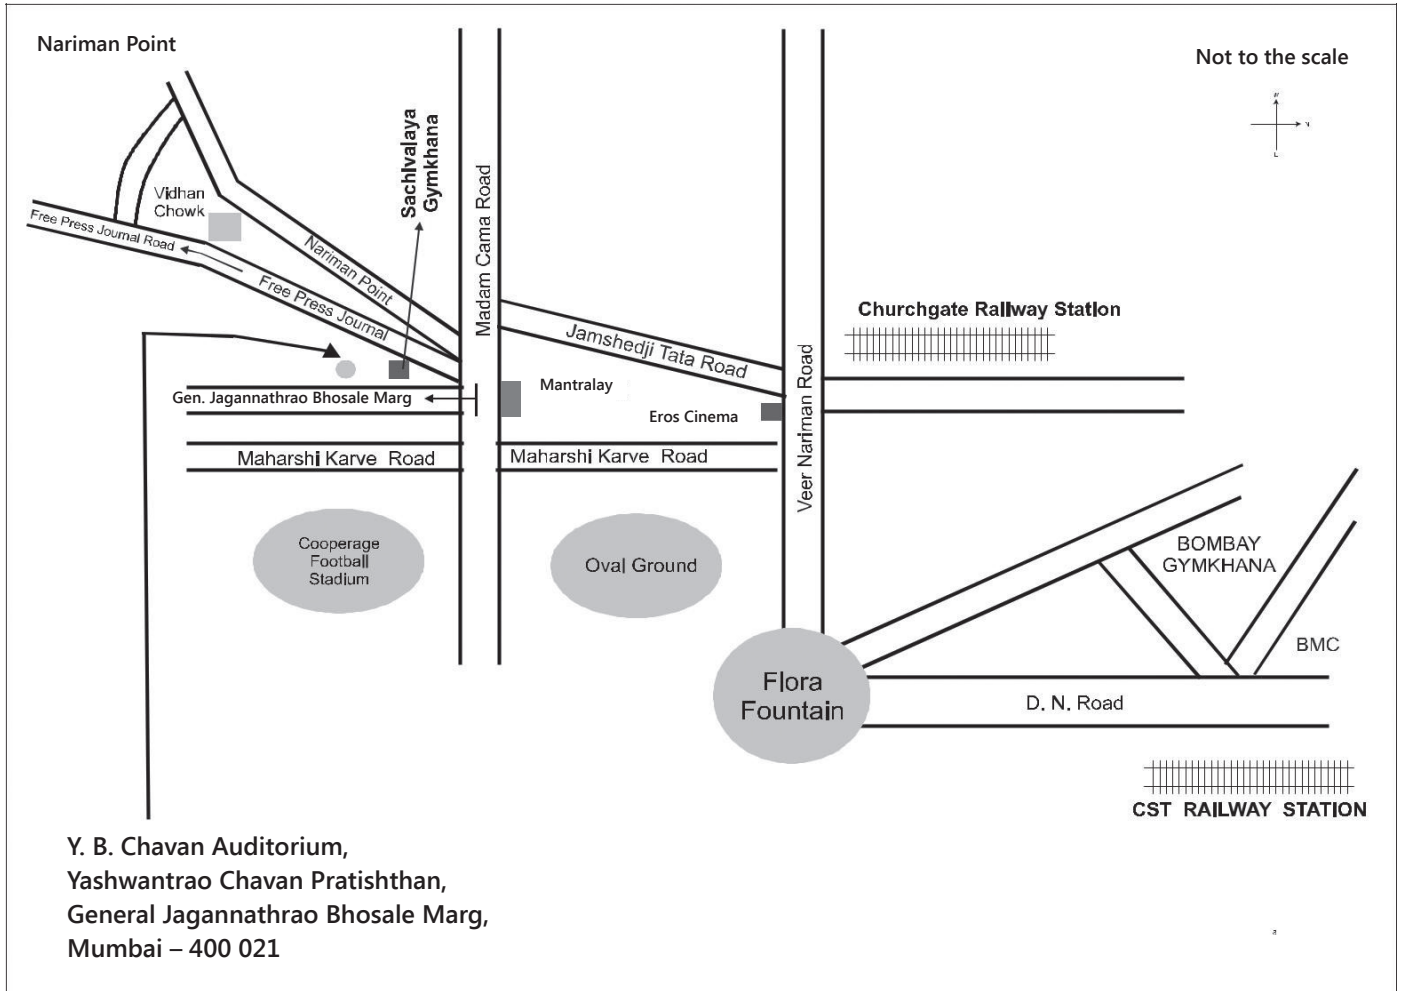 Nariman Point
Not to the scale
N
Sachivalaya
Gymkhana
Madam Cama Road
Vidhan
Chowk
Free Press Journal Road
Nariman Point
Free Press Journal
Jamshedji Tata Road
Churchgate Railway Station
Veer Nariman Road
Gen. Jagannathrao Bhosale Marg
Mantralay
Eros Cinema
Maharshi Karve Road
Maharshi Karve Road
Cooperage
Football
Stadium
Oval Ground
BOMBAY
GYMKHANA
BMC
Flora
Fountain
D. N. Road
CST RAILWAY STATION
Y. B. Chavan Auditorium,
Yashwantrao Chavan Pratishthan,
General Jagannathrao Bhosale Marg,
Mumbai – 400 021